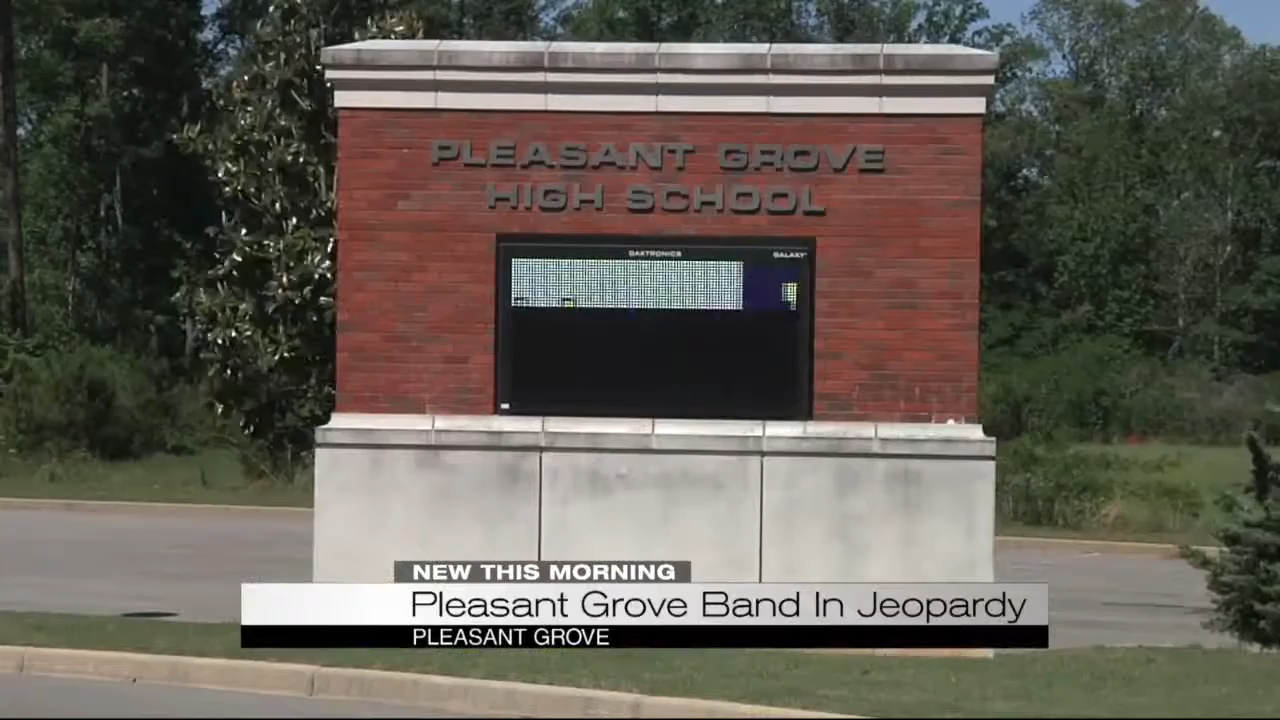 PLEASANT GROVE
HIGH SCHOOL
DAKTRONICS
GALAXY
NEW THIS MORNING
Pleasant Grove Band In Jeopardy
PLEASANT GROVE